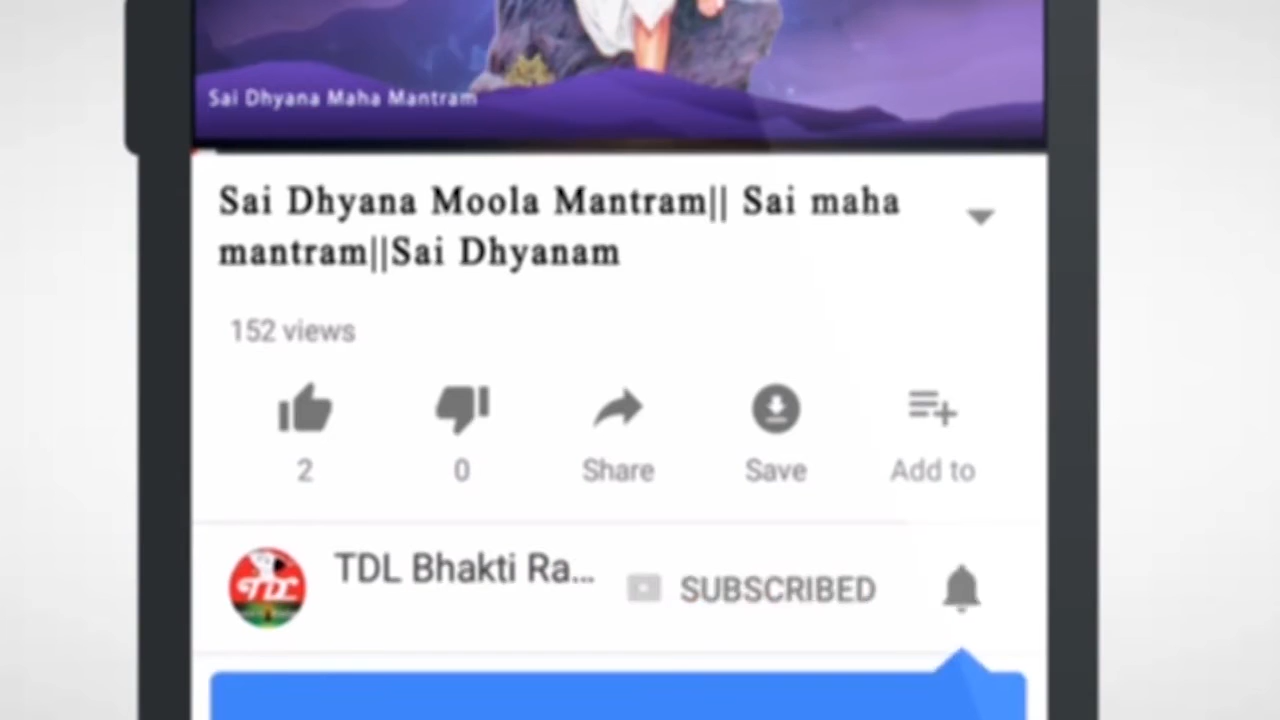 Sai Dhyana Maha Mantram
Sai Dhyana Moola Mantram|| Sai maha
mantram||Sai Dhyanam
152 views
2
0
Share
Save
Add to
TDL
TDL Bhakti Ra...
SUBSCRIBED